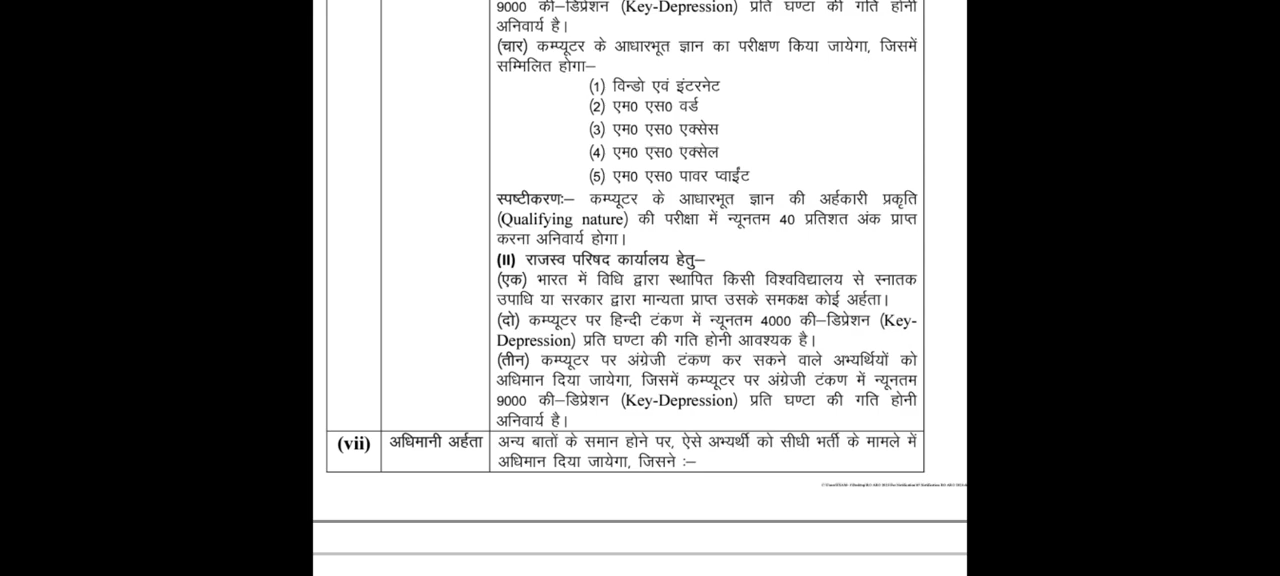 9000 की–डिप्रेशन (Key-Depression) प्रति घण्टा की गति होनी
अनिवार्य है।
(चार) कम्प्यूटर के आधारभूत ज्ञान का परीक्षण किया जायेगा, जिसमें
सम्मिलित होगा–
(1) विन्डो एवं इंटरनेट
(2) एम0 एस0 वर्ड
(3) एम0 एस0 एक्सेस
(4) एम0 एस0 एक्सेल
(5) एम0 एस0 पावर प्वाईंट
स्पष्टीकरणः– कम्प्यूटर के आधारभूत ज्ञान की अर्हकारी प्रकृति
(Qualifying nature) की परीक्षा में न्यूनतम 40 प्रतिशत अंक प्राप्त
करना अनिवार्य होगा।
(II) राजस्व परिषद कार्यालय हेतु–
(एक) भारत में विधि द्वारा स्थापित किसी विश्वविद्यालय से स्नातक
उपाधि या सरकार द्वारा मान्यता प्राप्त उसके समकक्ष कोई अर्हता।
(दो) कम्प्यूटर पर हिन्दी टंकण में न्यूनतम 4000 की–डिप्रेशन (Key-
Depression) प्रति घण्टा की गति होनी आवश्यक है।
(तीन) कम्प्यूटर पर अंग्रेजी टंकण कर सकने वाले अभ्यर्थियों को
अधिमान दिया जायेगा, जिसमें कम्प्यूटर पर अंग्रेजी टंकण में न्यूनतम
9000 की–डिप्रेशन (Key-Depression) प्रति घण्टा की गति होनी
अनिवार्य है।
(vii) अधिमानी अर्हता अन्य बातों के समान होने पर, ऐसे अभ्यर्थी को सीधी भर्ती के मामले में
अधिमान दिया जायेगा, जिसने :–